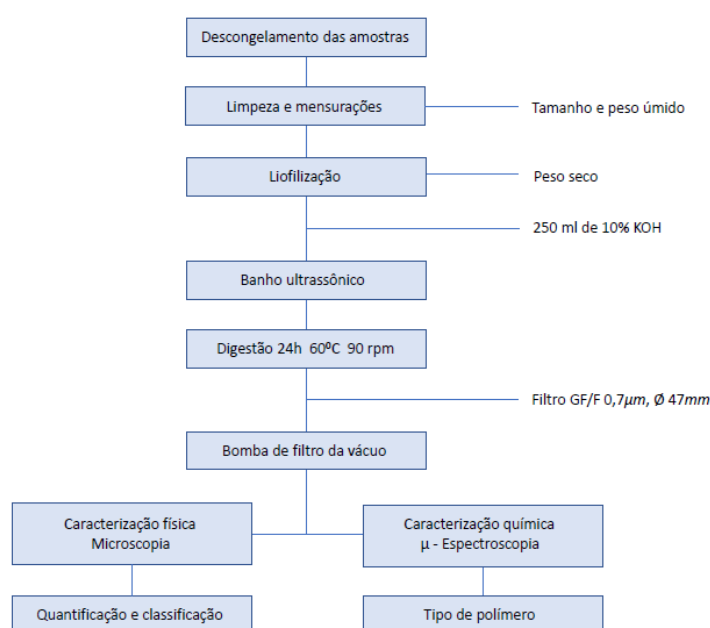 Descongelamento das amostras
Limpeza e mensurações
Tamanho e peso úmido
Liofilização
Peso seco
250 ml de 10% KOH
Banho ultrassônico
Digestão 24h 60ºC 90 rpm
Filtro GF/F 0,7μm, Ø 47mm
Bomba de filtro da vácuo
Caracterização física
Microscopia
Caracterização química
μ - Espectroscopia
Quantificação e classificação
Tipo de polímero